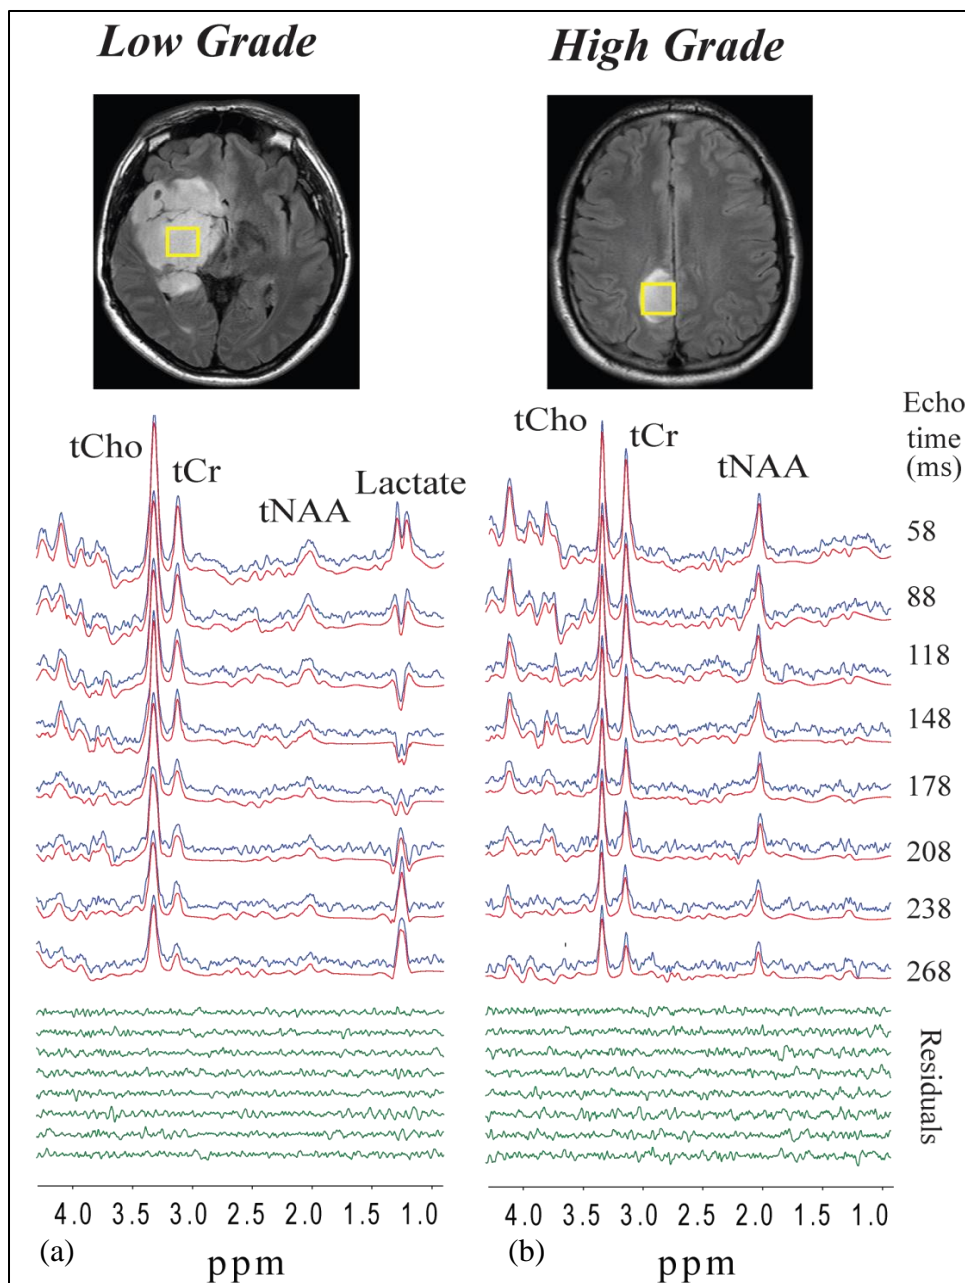 Low Grade
High Grade
tCho
tCr
tNAA
Lactate
tCho
tCr
tNAA
Echo
time
(ms)
58
88
118
148
178
208
238
268
Residuals
4.0 3.5 3.0 2.5 2.0 1.5 1.0
4.0 3.5 3.0 2.5 2.0 1.5 1.0
(a)
ppm
(b)
ppm